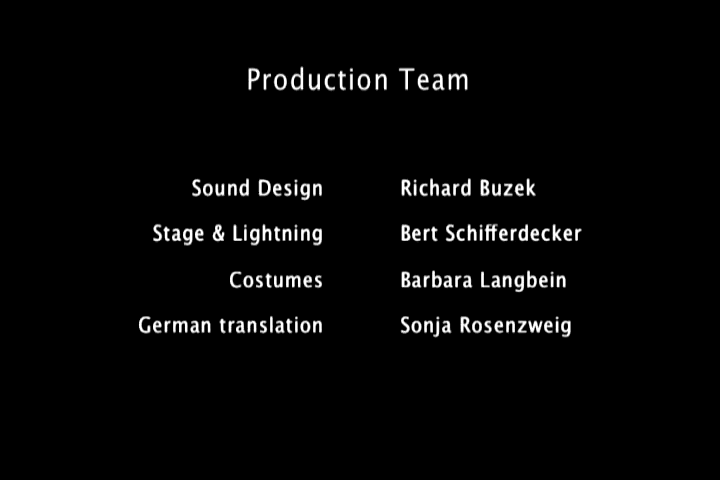 Production Team
Sound Design Richard Buzek
Stage & Lightning Bert Schifferdecker
Costumes Barbara Langbein
German translation Sonja Rosenzweig